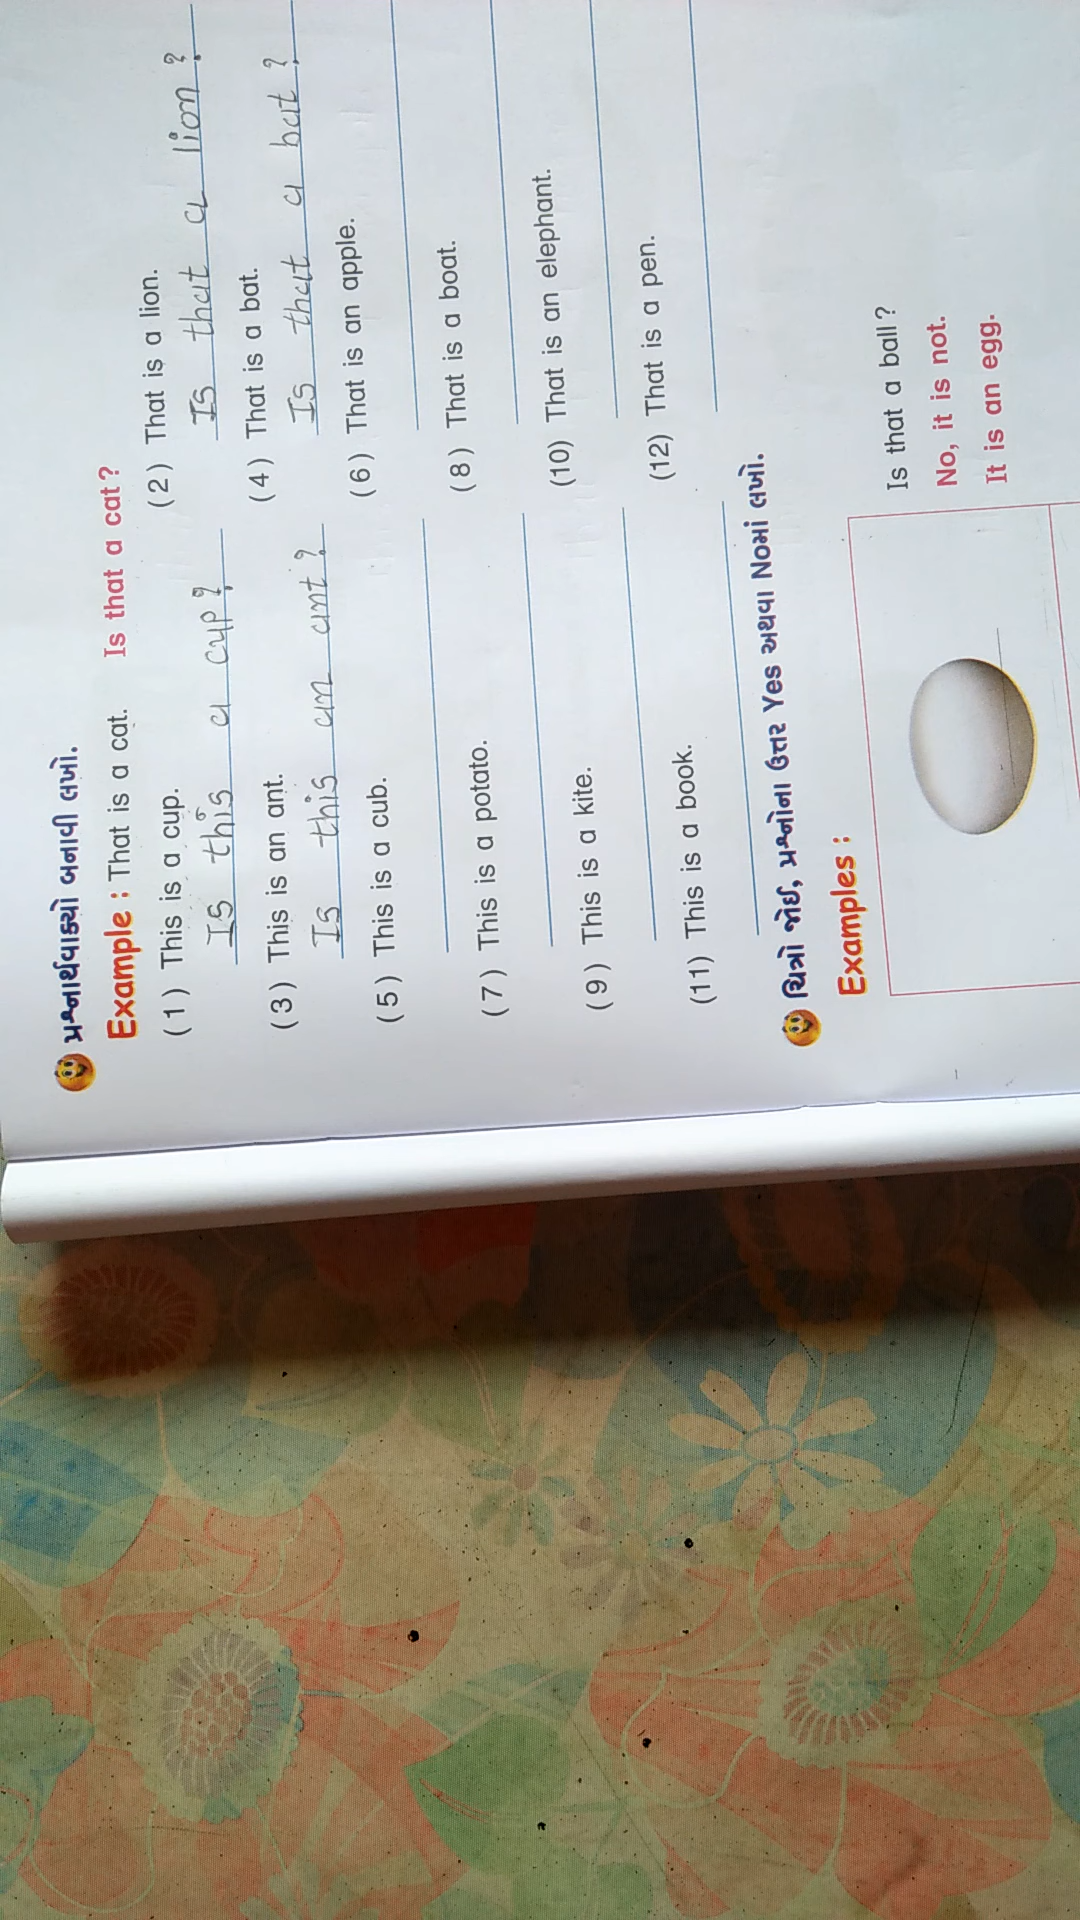 પ્રશ્નાર્થવાક્યો બનાવી લખો.
Example : That is a cat. Is that a cat ?
(1) This is a cup. (2) That is a lion.
Is this a cup ? Is that a lion ?
(3) This is an ant. (4) That is a bat.
Is this an ant ? Is that a bat ?
(5) This is a cub. (6) That is an apple.
(7) This is a potato. (8) That is a boat.
(9) This is a kite. (10) That is an elephant.
(11) This is a book. (12) That is a pen.
ચિત્રો જોઈ, પ્રશ્નોના ઉત્તર Yes અથવા Noમાં લખો.
Examples :
Is that a ball ?
No, it is not.
It is an egg.